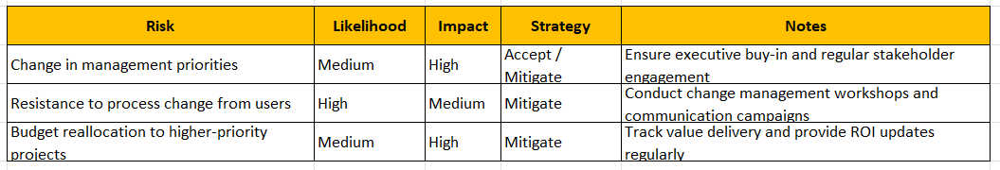 Risk Likelihood Impact Strategy Notes
Change in management priorities Medium High Accept / Mitigate Ensure executive buy-in and regular stakeholder engagement
Resistance to process change from users High Medium Mitigate Conduct change management workshops and communication campaigns
Budget reallocation to higher-priority projects Medium High Mitigate Track value delivery and provide ROI updates regularly